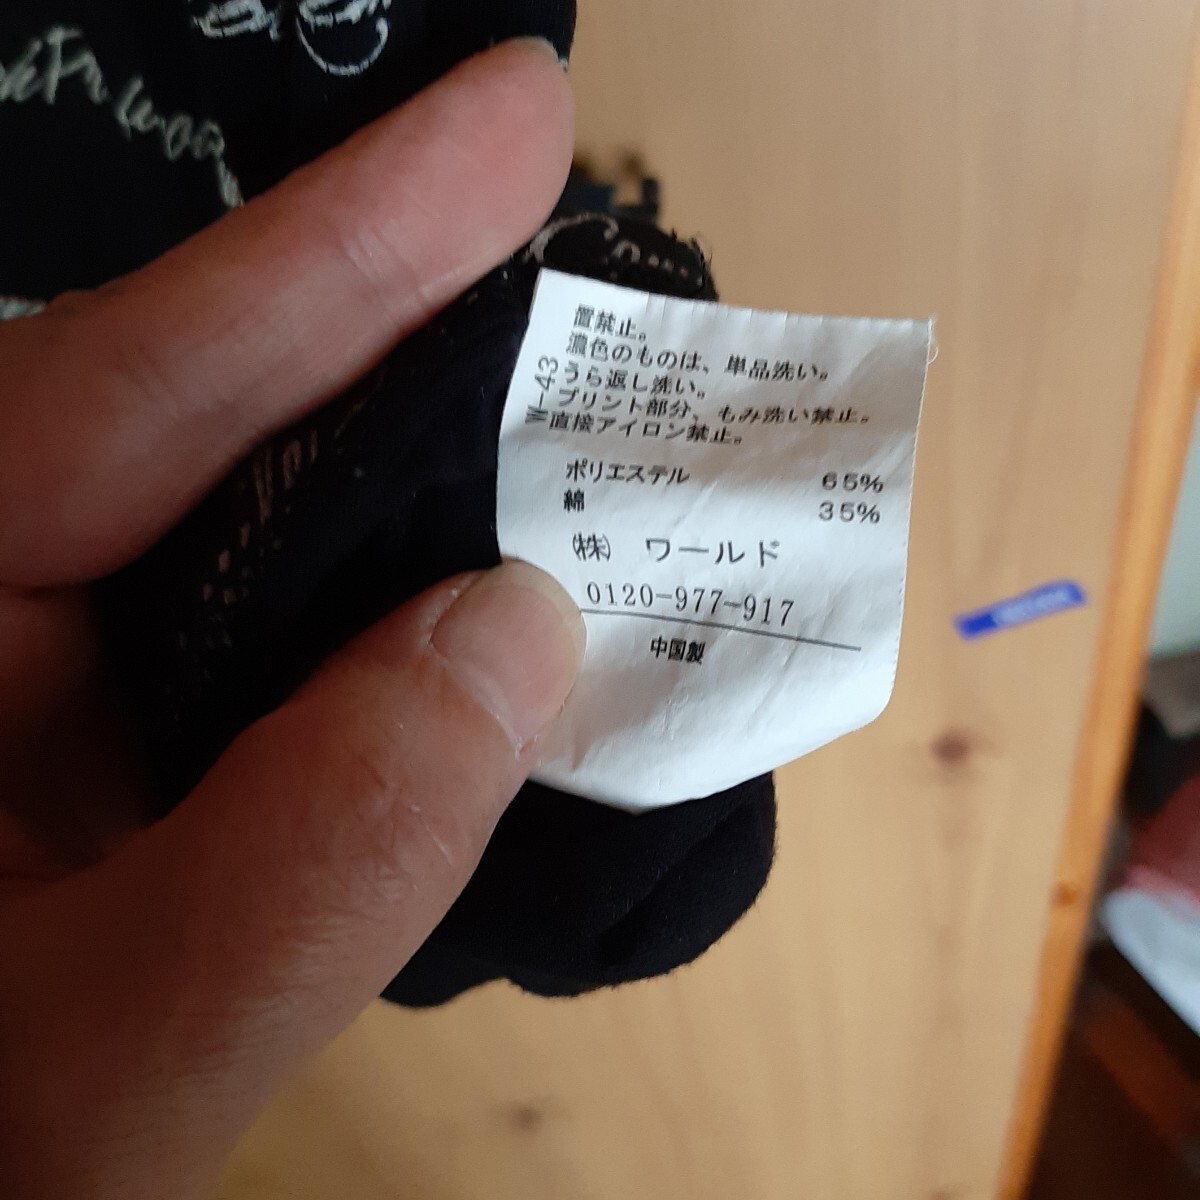 置禁止。
濃色のものは、単品洗い。
うら返し洗い。
プリント部分、もみ洗い禁止。
直接アイロン禁止。
W-43
ポリエステル 65%
綿 35%
㈱ ワールド
0120-977-917
中国製